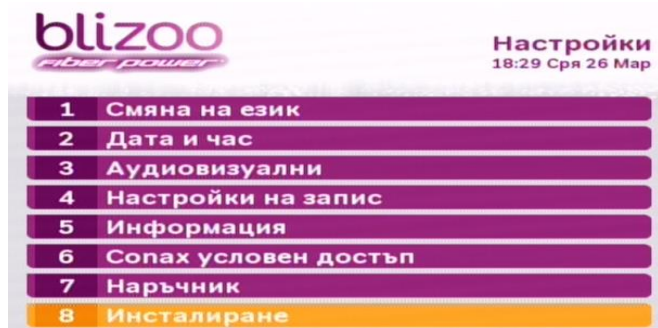 blizoo
Fiber power
Настройки
18:29 Сря 26 Мар
1 Смяна на език
2 Дата и час
3 Аудиовизуални
4 Настройки на запис
5 Информация
6 Conax условен достъп
7 Наръчник
8 Инсталиране